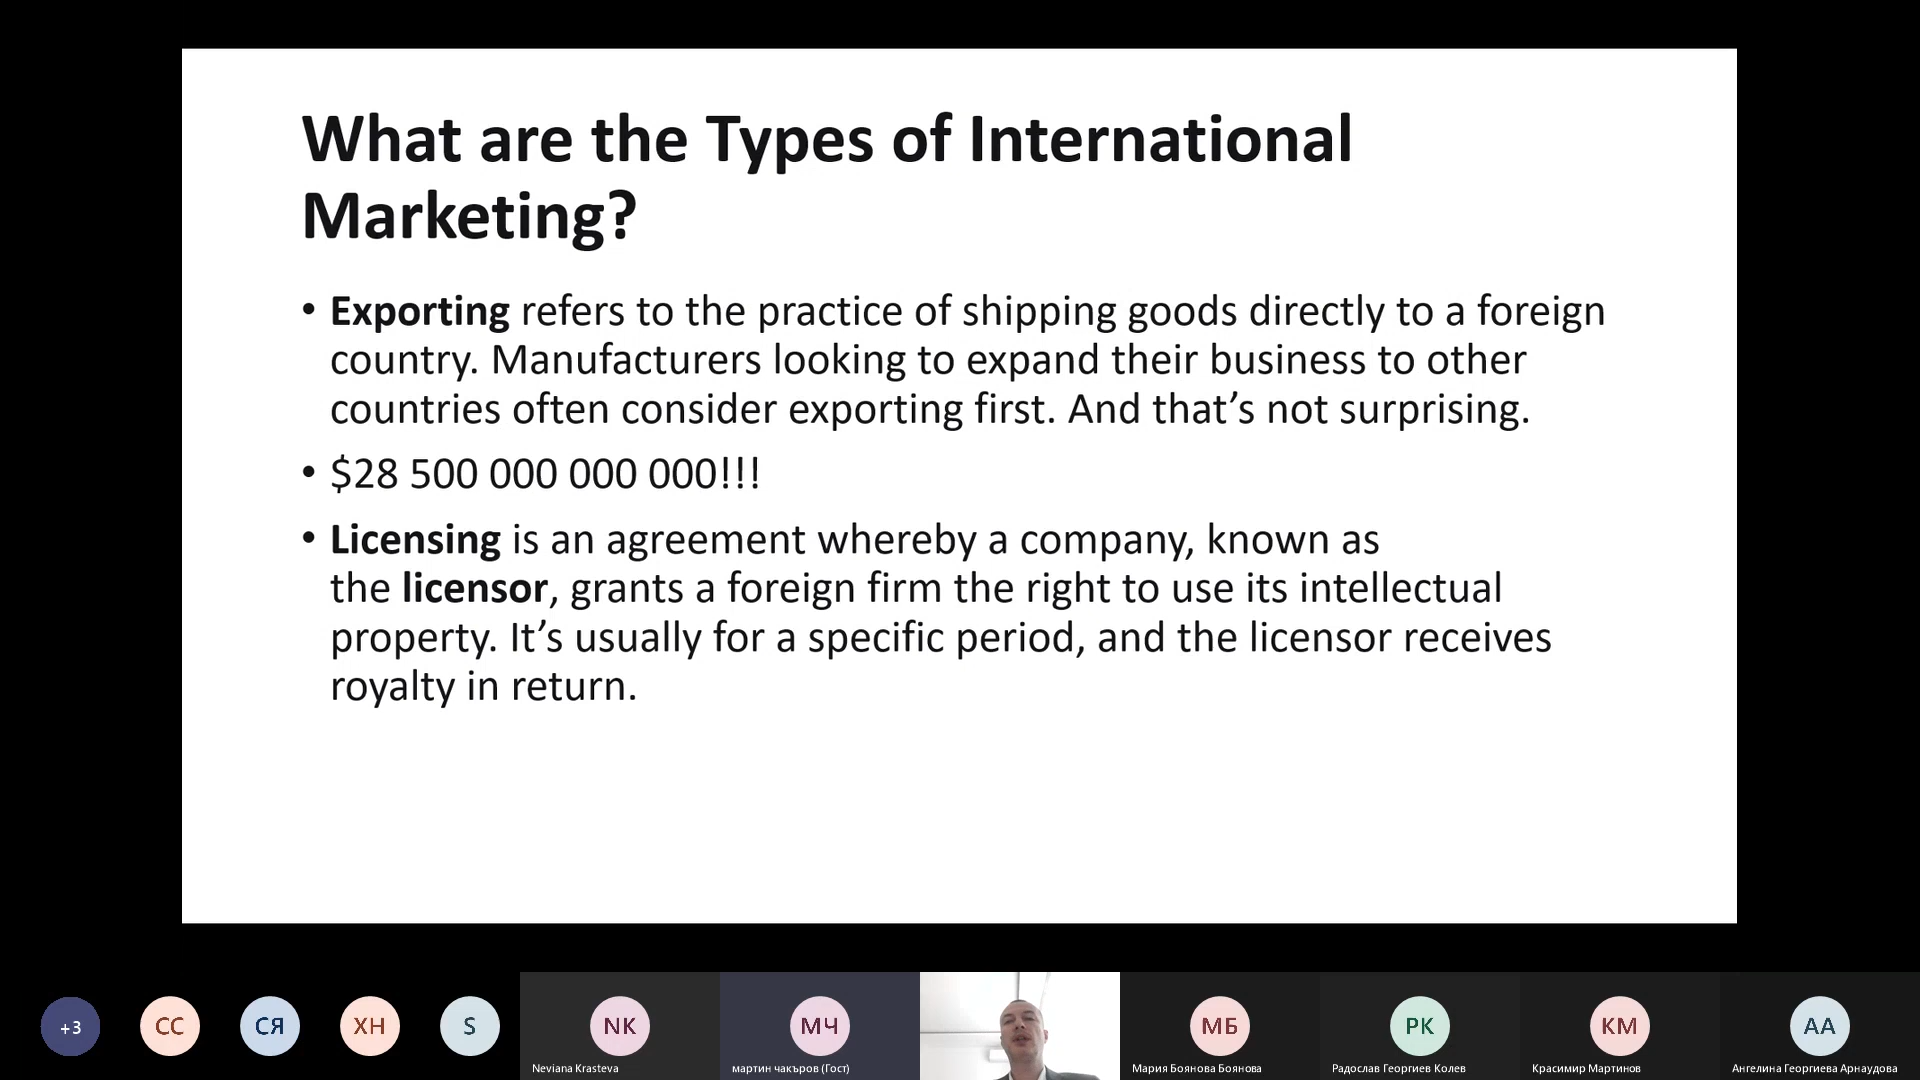 What are the Types of International
Marketing?
• Exporting refers to the practice of shipping goods directly to a foreign
country. Manufacturers looking to expand their business to other
countries often consider exporting first. And that’s not surprising.
• $28 500 000 000 000!!!
• Licensing is an agreement whereby a company, known as
the licensor, grants a foreign firm the right to use its intellectual
property. It’s usually for a specific period, and the licensor receives
royalty in return.
+3
СС
СЯ
ХН
S
NK
МЧ
МБ
РК
КМ
АА
Neviana Krasteva
мартин чакъров (Гост)
Мария Боянова Боянова
Радослав Георгиев Колев
Красимир Мартинов
Ангелина Георгиева Арнаудова